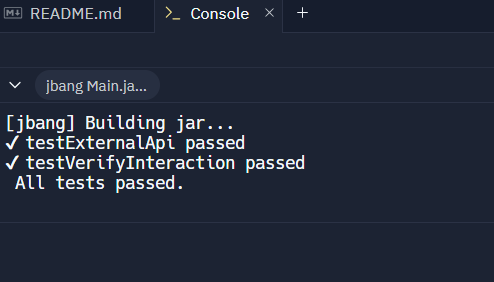 README.md
Console
jbang Main.ja...
[jbang] Building jar...
✓ testExternalApi passed
✓ testVerifyInteraction passed
All tests passed.